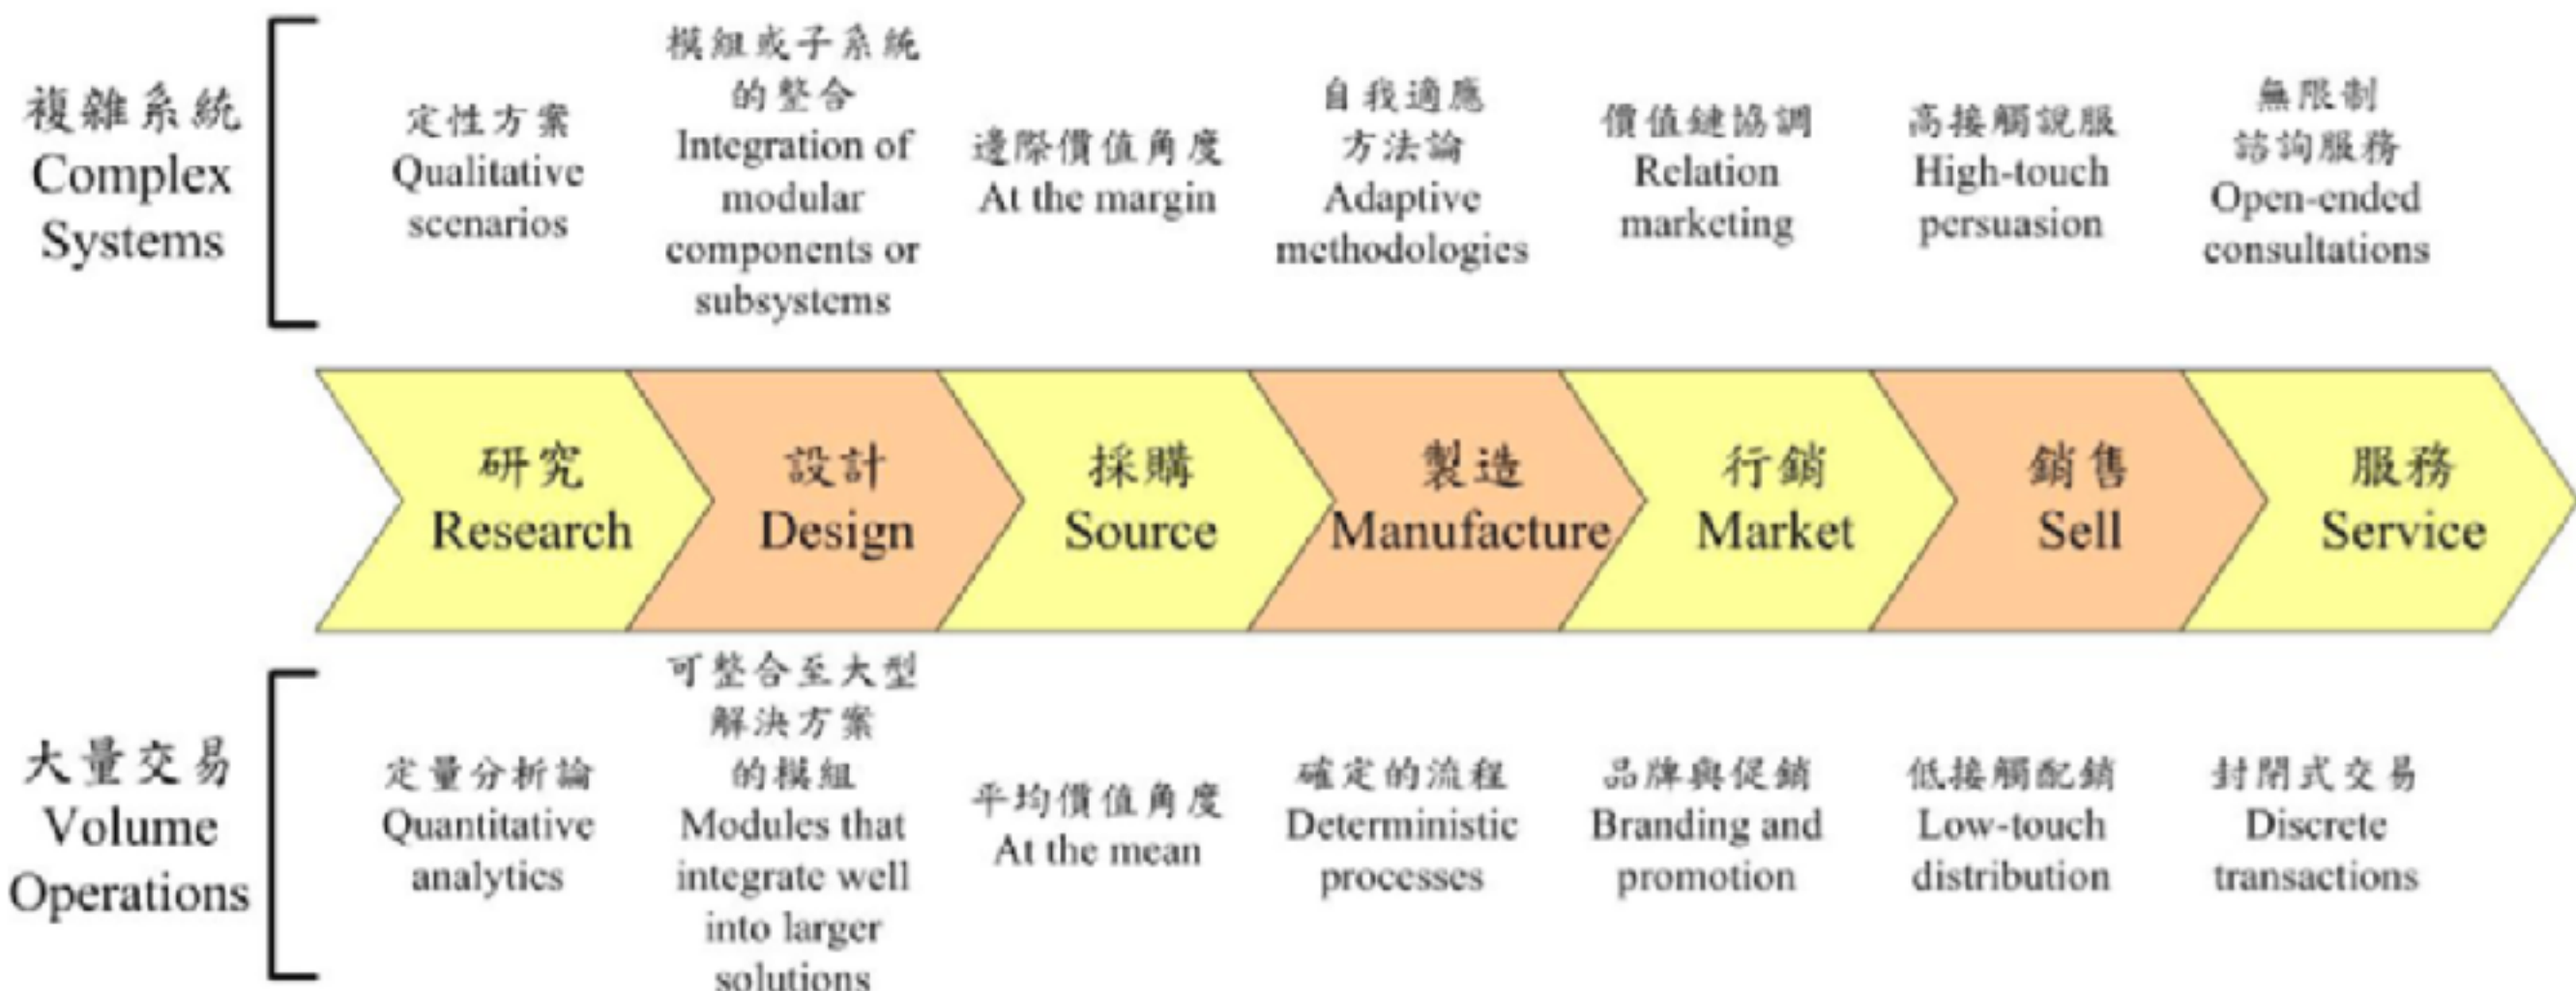 複雜系統
Complex
Systems
定性方案
Qualitative
scenarios
模組或子系統
的整合
Integration of
modular
components or
subsystems
邊際價值角度
At the margin
自我適應
方法論
Adaptive
methodologies
價值鏈協調
Relation
marketing
高接觸說服
High-touch
persuasion
無限制
諮詢服務
Open-ended
consultations
研究
Research
設計
Design
採購
Source
製造
Manufacture
行銷
Market
銷售
Sell
服務
Service
大量交易
Volume
Operations
定量分析論
Quantitative
analytics
可整合至大型
解決方案
的模組
Modules that
integrate well
into larger
solutions
平均價值角度
At the mean
確定的流程
Deterministic
processes
品牌與促銷
Branding and
promotion
低接觸配銷
Low-touch
distribution
封閉式交易
Discrete
transactions